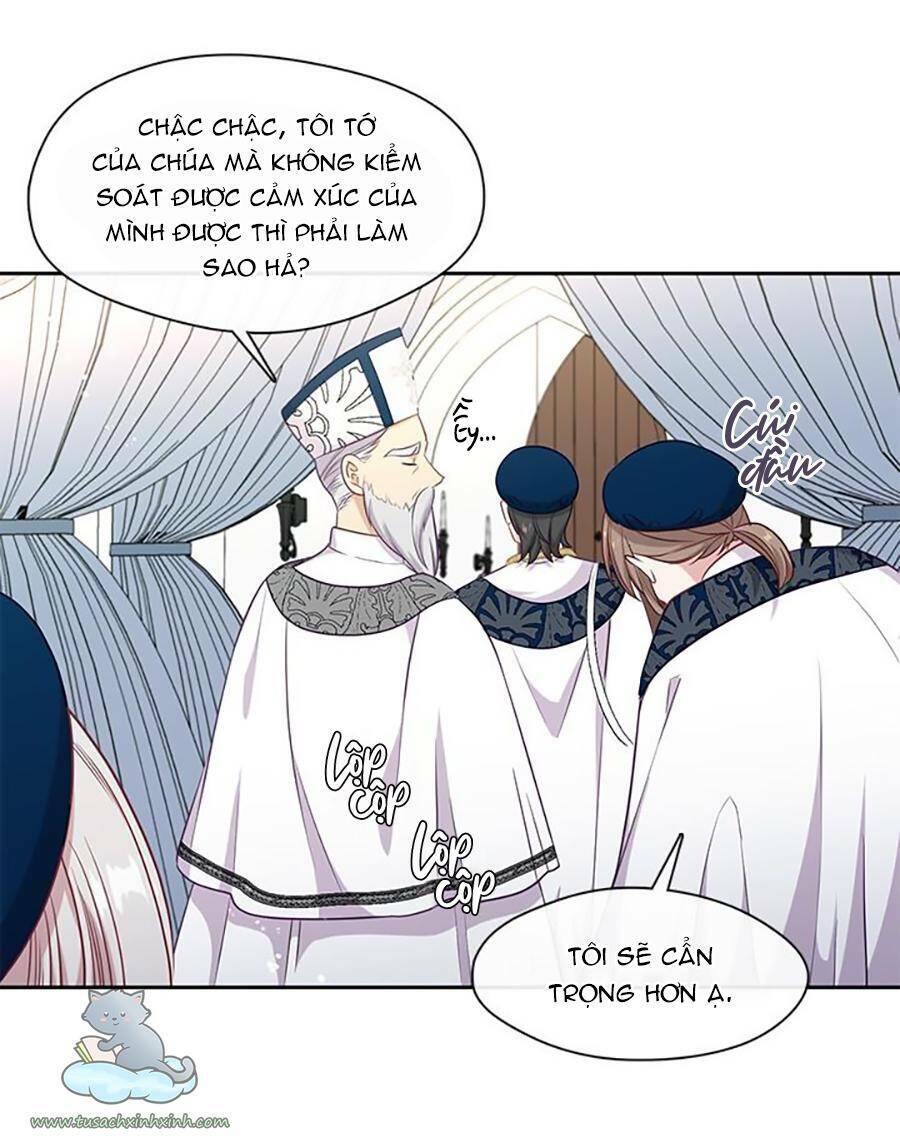 CHẬC CHẬC, TÔI TỚ
CỦA CHÚA MÀ KHÔNG KIỂM
SOÁT ĐƯỢC CẢM XÚC CỦA
MÌNH ĐƯỢC THÌ PHẢI LÀM
SAO HẢ?
Ề
Ey...
Cúi
đầu
Lộp
cộp
Lộp
cộp
TÔI SẼ CẨN
TRỌNG HƠN Ạ.
www.tusachxinhxinh.com